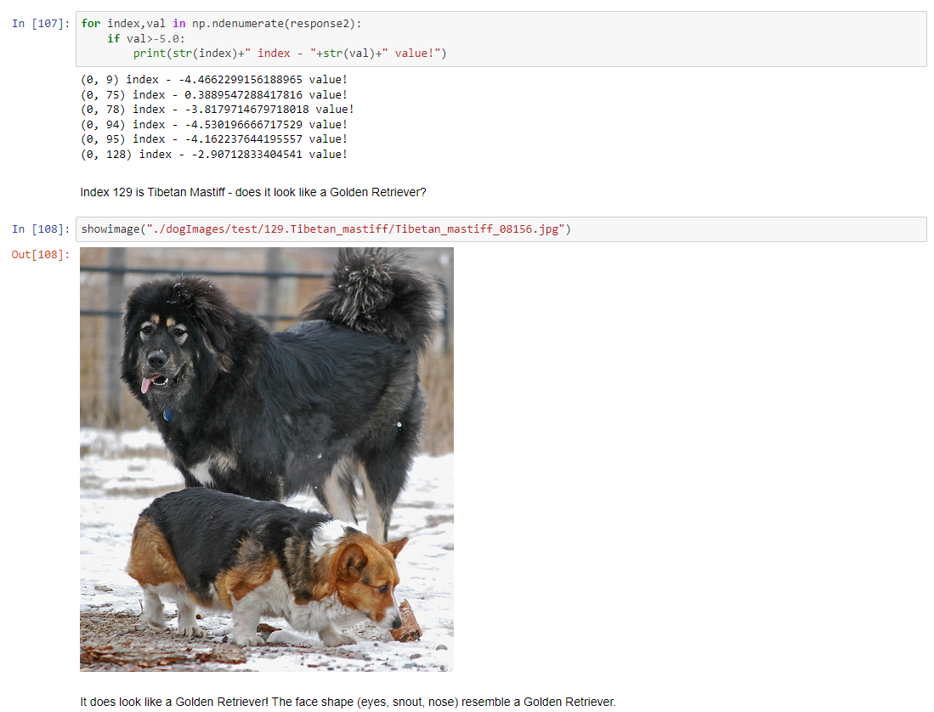 In [107]: for index,val in np.ndenumerate(response2):
if val>-5.0:
print(str(index)+" index - "+str(val)+" value!")
(0, 9) index - -4.4662299156188965 value!
(0, 75) index - 0.3889547288417816 value!
(0, 78) index - -3.8179714679718018 value!
(0, 94) index - -4.530196666717529 value!
(0, 95) index - -4.162237644195557 value!
(0, 128) index - -2.90712833404541 value!
Index 129 is Tibetan Mastiff - does it look like a Golden Retriever?
In [108]: showimage("./dogImages/test/129.Tibetan_mastiff/Tibetan_mastiff_08156.jpg")
Out[108]:
It does look like a Golden Retriever! The face shape (eyes, snout, nose) resemble a Golden Retriever.